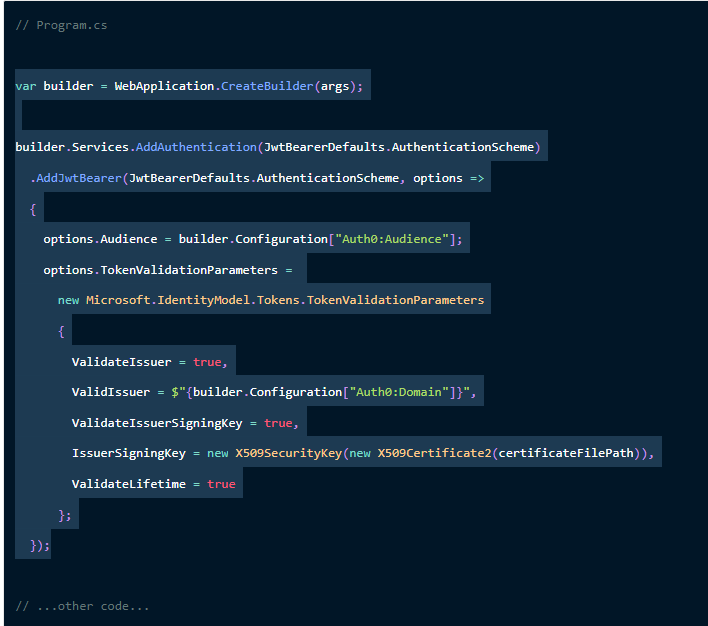 // Program.cs
var builder = WebApplication.CreateBuilder(args);
builder.Services.AddAuthentication(JwtBearerDefaults.AuthenticationScheme)
.AddJwtBearer(JwtBearerDefaults.AuthenticationScheme, options =>
{
options.Audience = builder.Configuration["Auth0:Audience"];
options.TokenValidationParameters =
new Microsoft.IdentityModel.Tokens.TokenValidationParameters
{
ValidateIssuer = true,
ValidIssuer = $"{builder.Configuration["Auth0:Domain"]}",
ValidateIssuerSigningKey = true,
IssuerSigningKey = new X509SecurityKey(new X509Certificate2(certificateFilePath)),
ValidateLifetime = true
};
});
// ...other code...